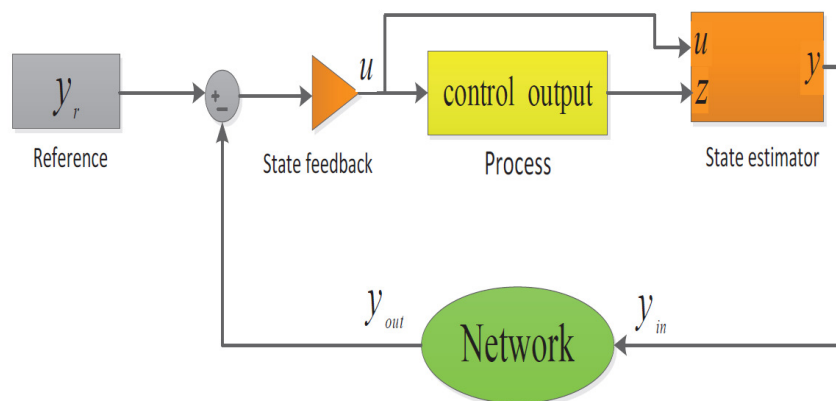 y_r
Reference
+
−
State feedback
u
control output
Process
u
z
y
State estimator
y_out
Network
y_in